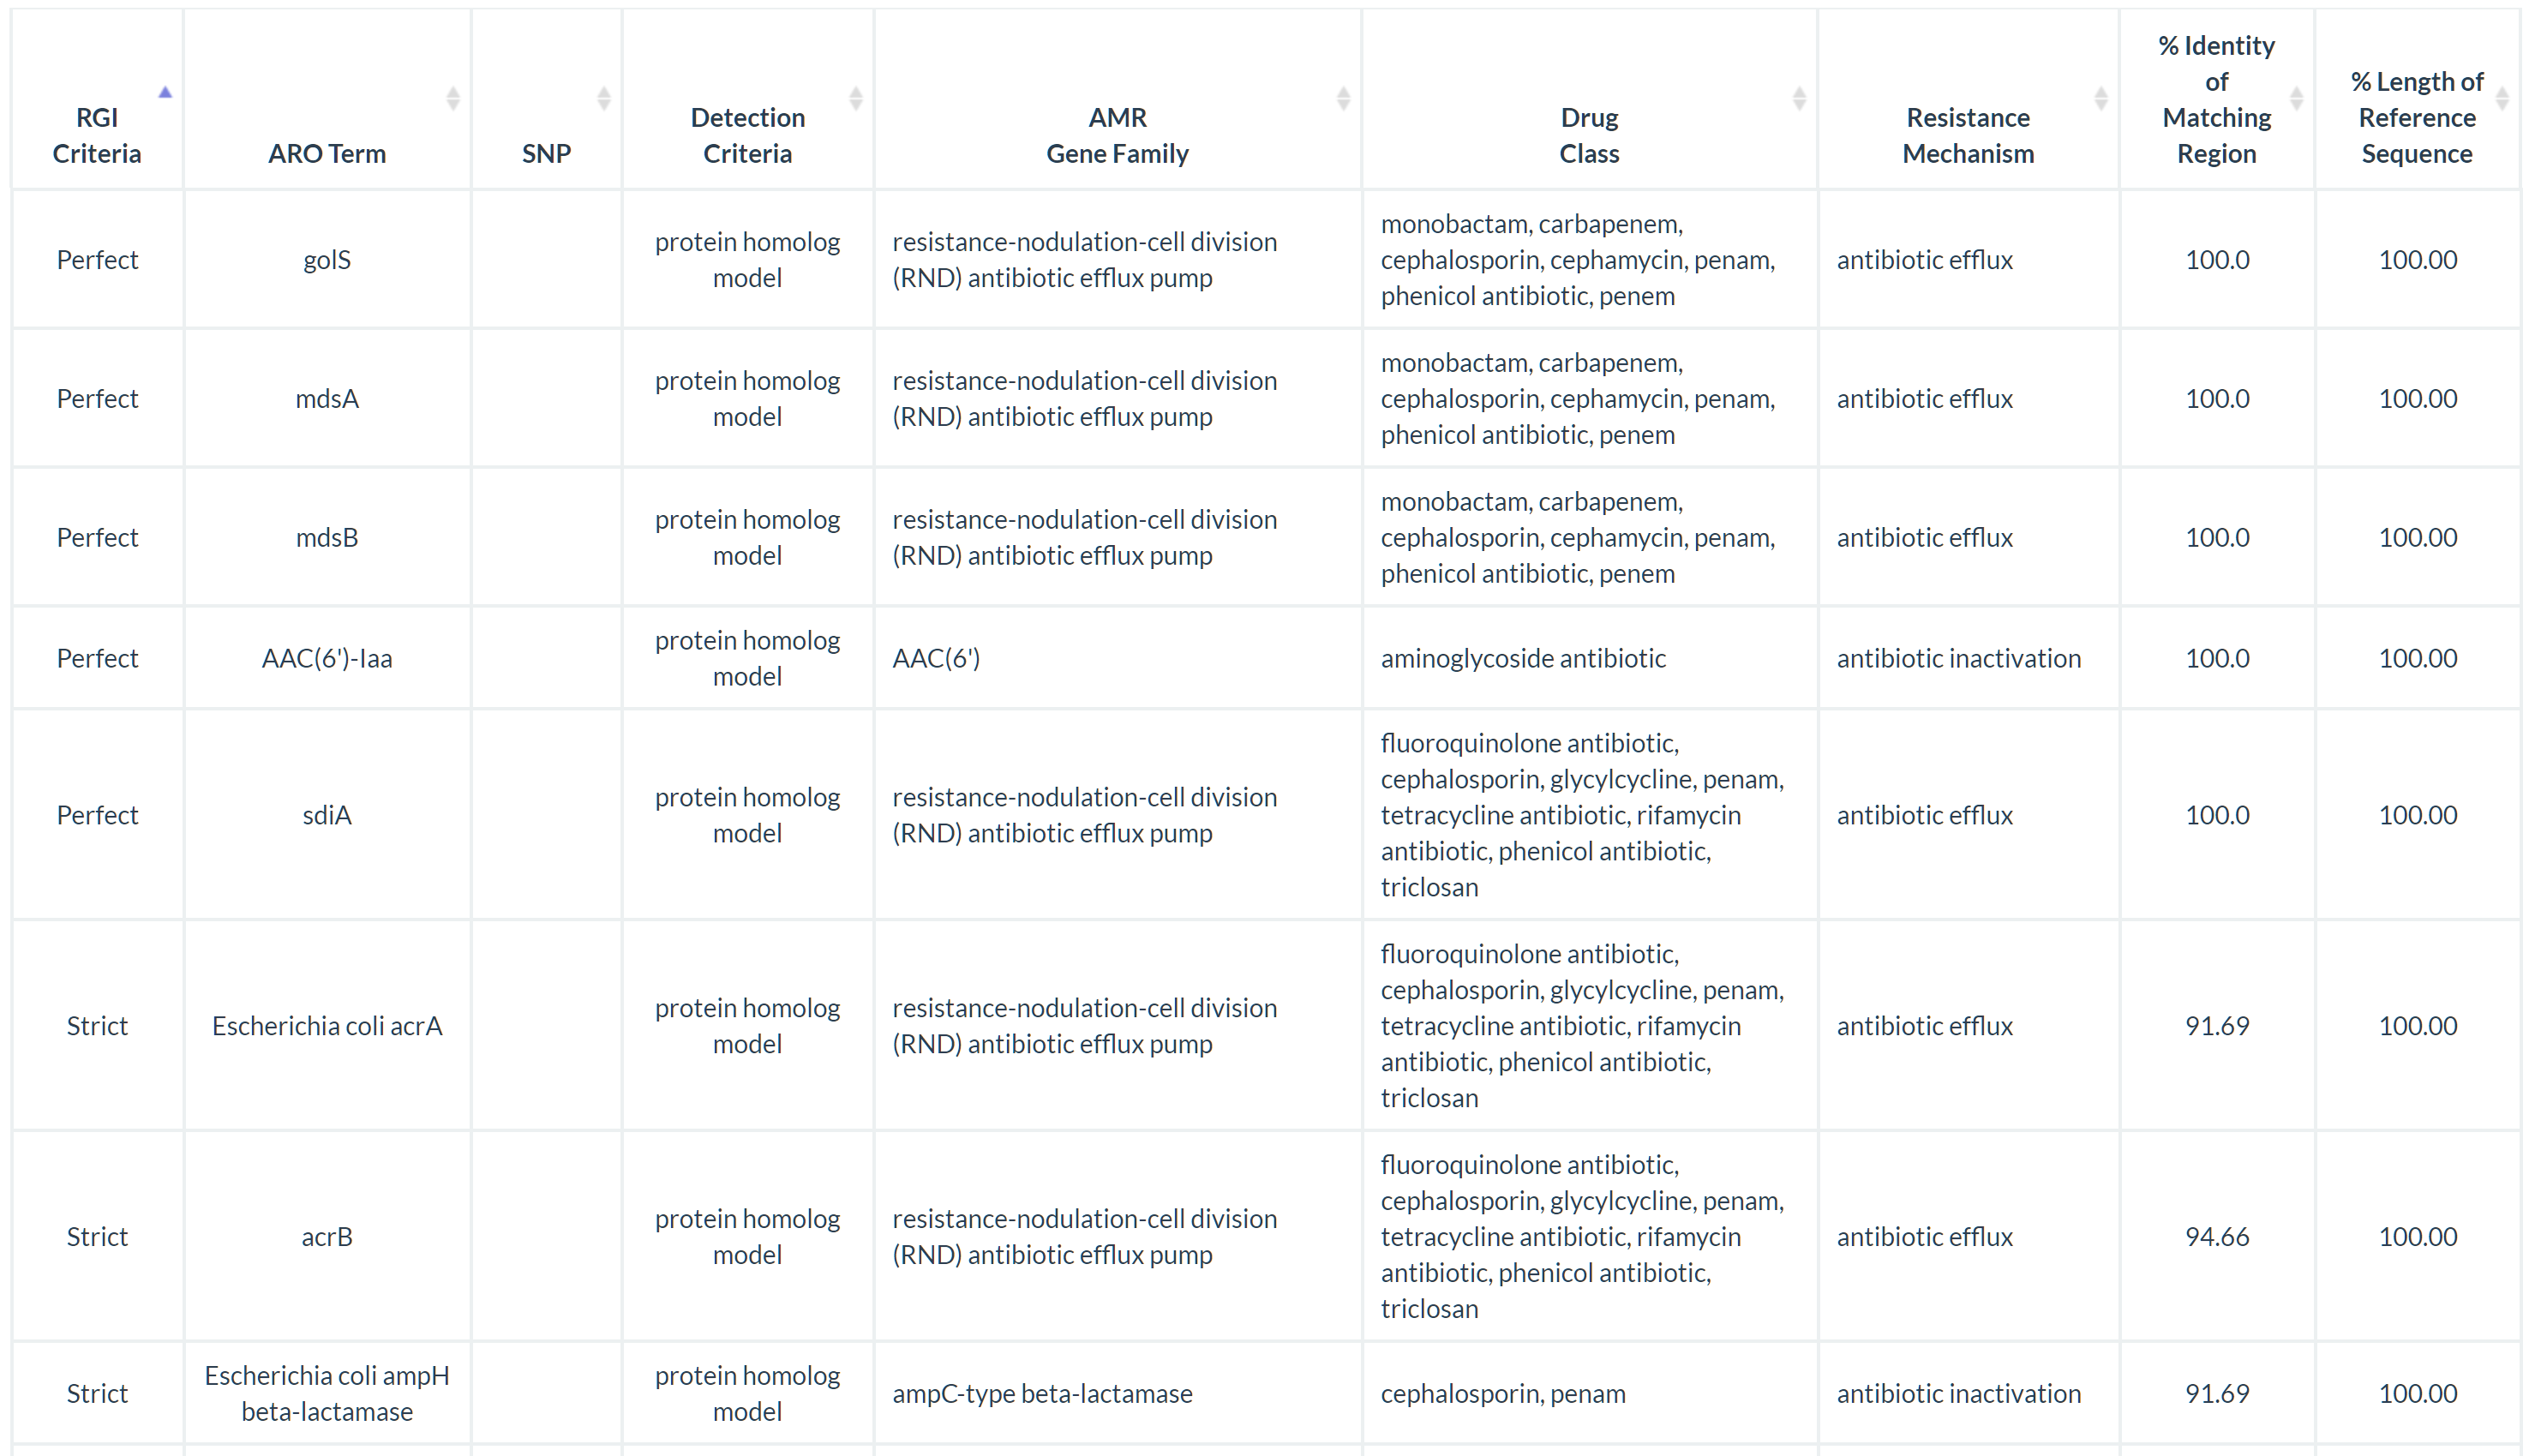 RGI
Criteria
ARO Term
SNP
Detection
Criteria
AMR
Gene Family
Drug
Class
Resistance
Mechanism
% Identity
of
Matching
Region
% Length of
Reference
Sequence
Perfect
golS
protein homolog
model
resistance-nodulation-cell division
(RND) antibiotic efflux pump
monobactam, carbapenem,
cephalosporin, cephamycin, penam,
phenicol antibiotic, penem
antibiotic efflux
100.0
100.00
Perfect
mdsA
protein homolog
model
resistance-nodulation-cell division
(RND) antibiotic efflux pump
monobactam, carbapenem,
cephalosporin, cephamycin, penam,
phenicol antibiotic, penem
antibiotic efflux
100.0
100.00
Perfect
mdsB
protein homolog
model
resistance-nodulation-cell division
(RND) antibiotic efflux pump
monobactam, carbapenem,
cephalosporin, cephamycin, penam,
phenicol antibiotic, penem
antibiotic efflux
100.0
100.00
Perfect
AAC(6')-Iaa
protein homolog
model
AAC(6')
aminoglycoside antibiotic
antibiotic inactivation
100.0
100.00
Perfect
sdiA
protein homolog
model
resistance-nodulation-cell division
(RND) antibiotic efflux pump
fluoroquinolone antibiotic,
cephalosporin, glycylcycline, penam,
tetracycline antibiotic, rifamycin
antibiotic, phenicol antibiotic,
triclosan
antibiotic efflux
100.0
100.00
Strict
Escherichia coli acrA
protein homolog
model
resistance-nodulation-cell division
(RND) antibiotic efflux pump
fluoroquinolone antibiotic,
cephalosporin, glycylcycline, penam,
tetracycline antibiotic, rifamycin
antibiotic, phenicol antibiotic,
triclosan
antibiotic efflux
91.69
100.00
Strict
acrB
protein homolog
model
resistance-nodulation-cell division
(RND) antibiotic efflux pump
fluoroquinolone antibiotic,
cephalosporin, glycylcycline, penam,
tetracycline antibiotic, rifamycin
antibiotic, phenicol antibiotic,
triclosan
antibiotic efflux
94.66
100.00
Strict
Escherichia coli ampH
beta-lactamase
protein homolog
model
ampC-type beta-lactamase
cephalosporin, penam
antibiotic inactivation
91.69
100.00